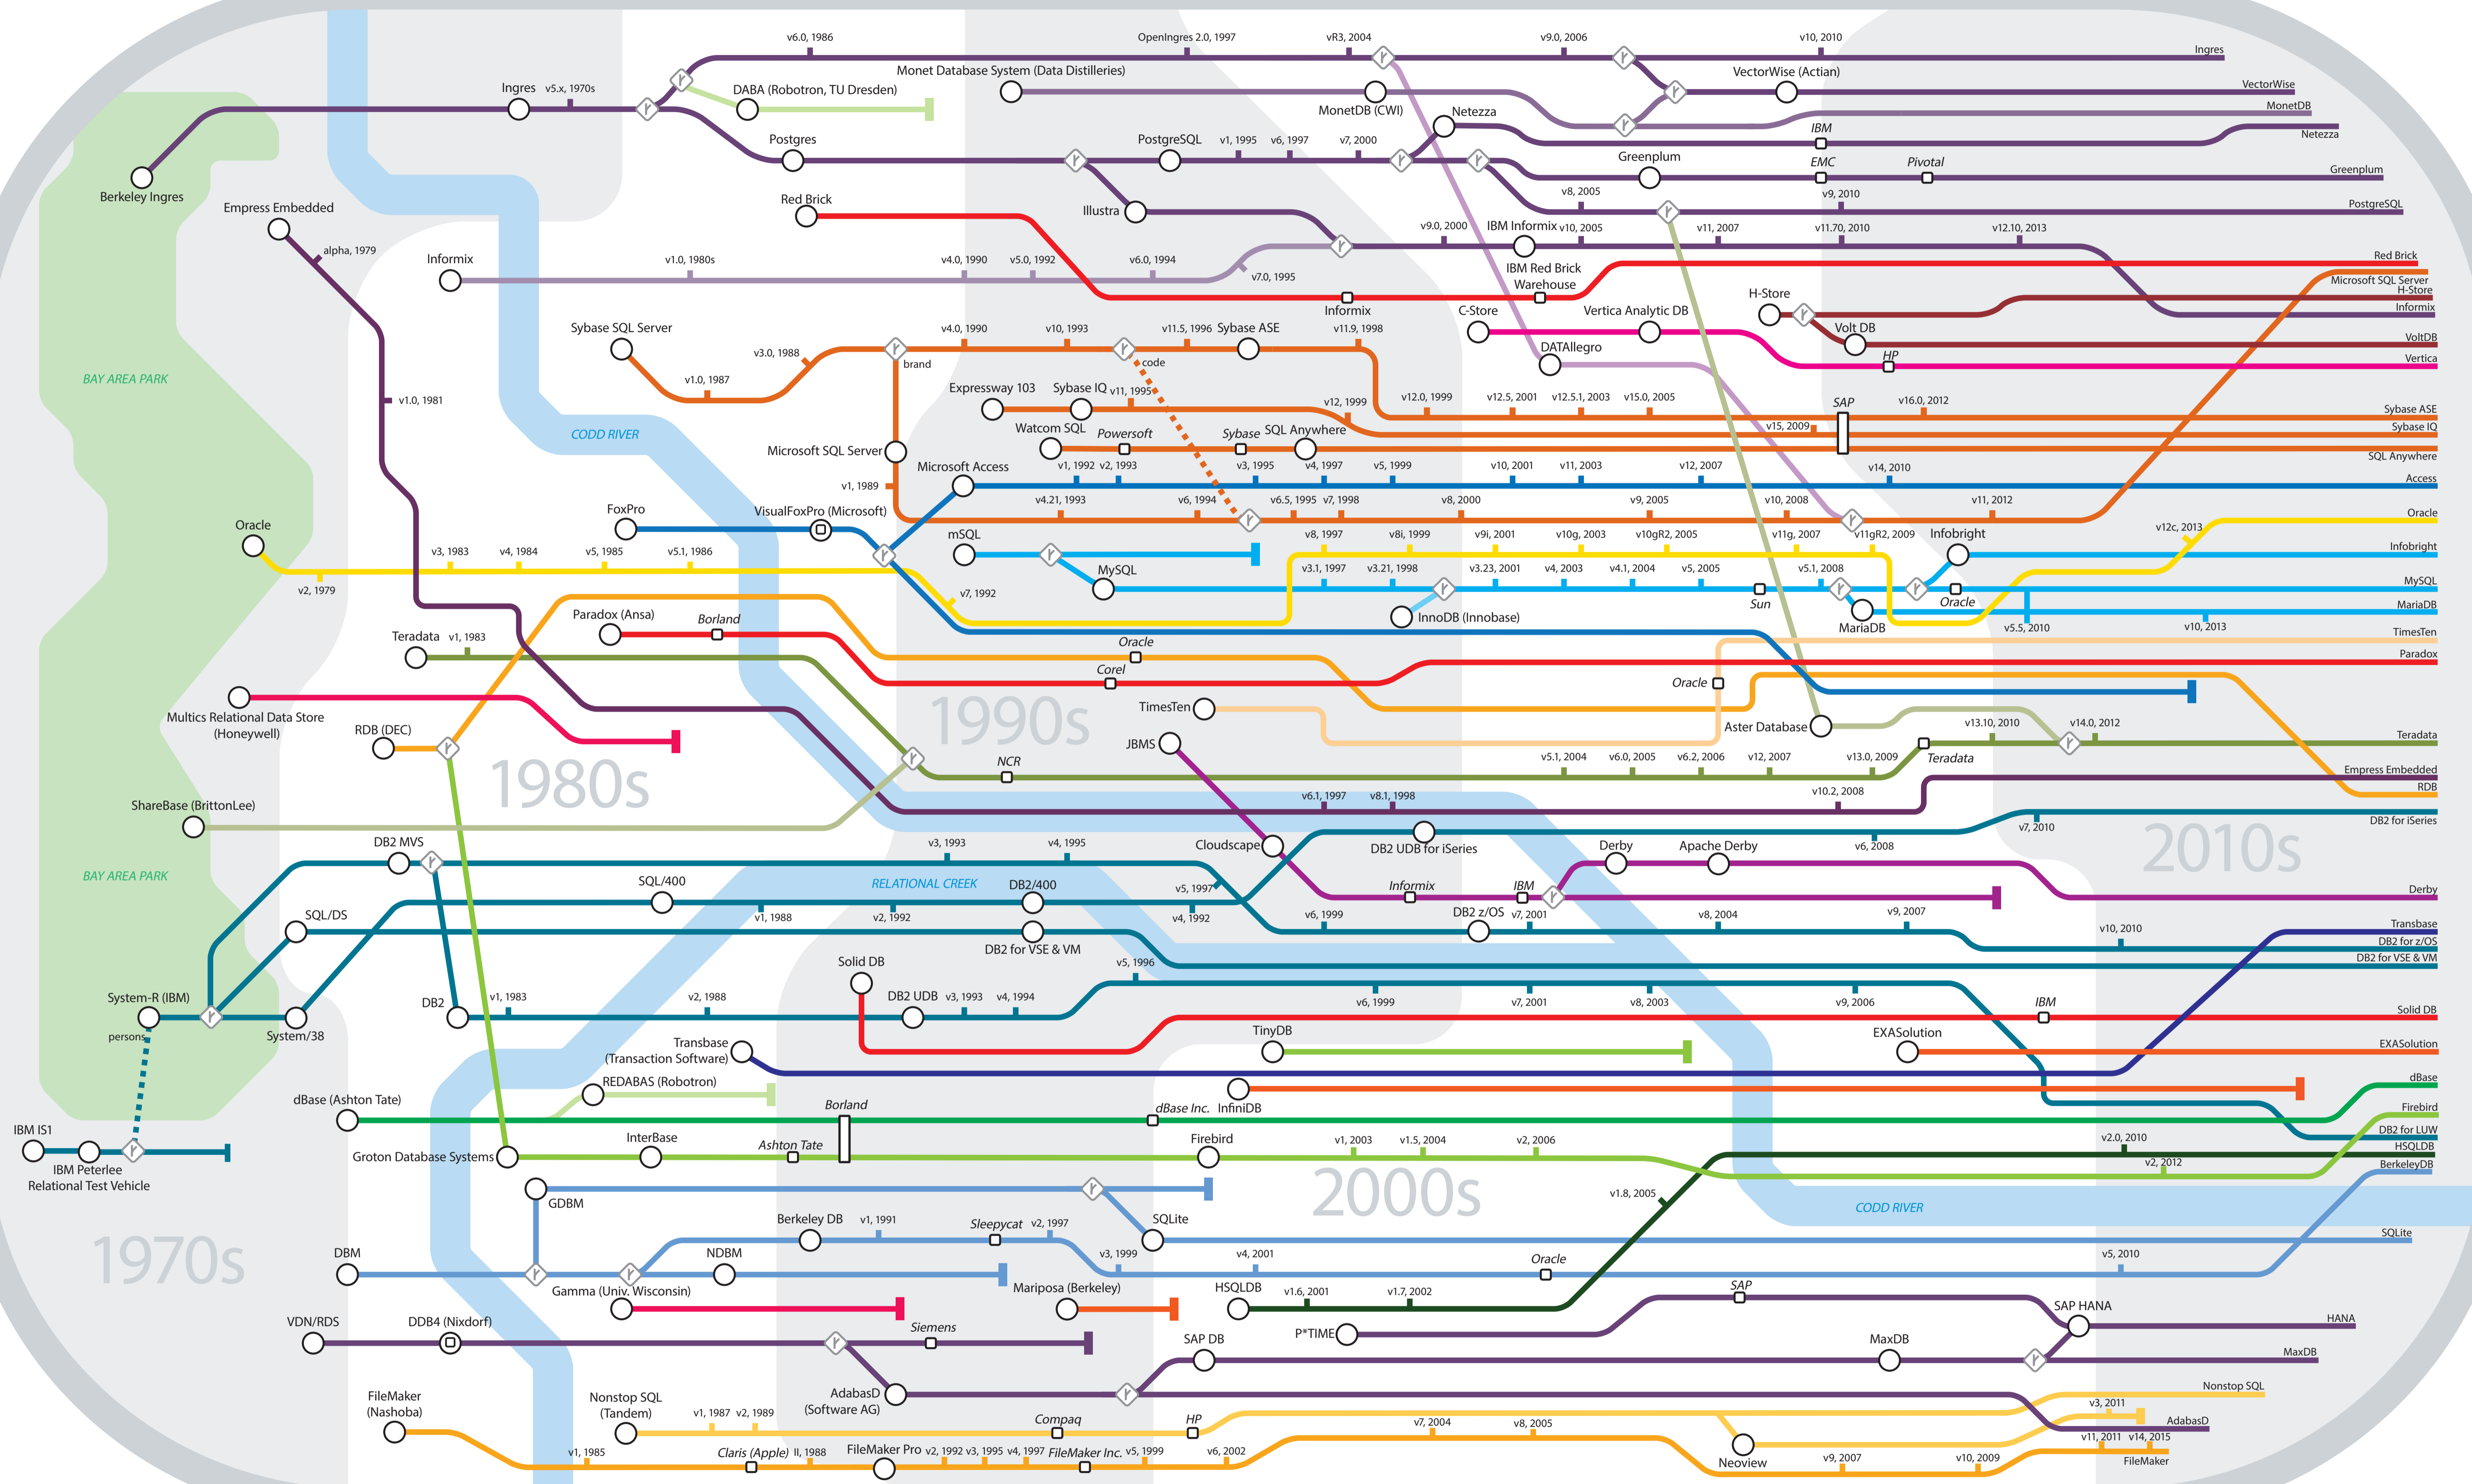 v6.0, 1986
OpenIngres 2.0, 1997
vR3, 2004
v9.0, 2006
v10, 2010
Ingres
Monet Database System (Data Distilleries)
VectorWise (Actian)
Ingres
v5.x, 1970s
DABA (Robotron, TU Dresden)
VectorWise
MonetDB (CWI)
Netezza
MonetDB
IBM
Netezza
Postgres
PostgreSQL
v1, 1995
v6, 1997
v7, 2000
Greenplum
EMC
Pivotal
Greenplum
Berkeley Ingres
Empress Embedded
Red Brick
Illustra
v8, 2005
v9, 2010
PostgreSQL
alpha, 1979
v9.0, 2000
IBM Informix
v10, 2005
v11, 2007
v11.70, 2010
v12.10, 2013
Informix
v1.0, 1980s
v4.0, 1990
v5.0, 1992
v6.0, 1994
v7.0, 1995
IBM Red Brick
Warehouse
Red Brick
Microsoft SQL Server
H-Store
H-Store
Informix
Informix
C-Store
Vertica Analytic DB
Volt DB
VoltDB
Sybase SQL Server
v3.0, 1988
v4.0, 1990
v10, 1993
v11.5, 1996
Sybase ASE
v11.9, 1998
brand
code
DATAllegro
HP
Vertica
v1.0, 1987
Expressway 103
Sybase IQ
v11, 1995
v12, 1999
v12.0, 1999
v12.5, 2001
v12.5.1, 2003
v15.0, 2005
SAP
v16.0, 2012
Sybase ASE
BAY AREA PARK
v1.0, 1981
CODD RIVER
Watcom SQL
Powersoft
Sybase
SQL Anywhere
v15, 2009
Sybase IQ
SQL Anywhere
Microsoft SQL Server
Microsoft Access
v1, 1992
v2, 1993
v3, 1995
v4, 1997
v5, 1999
v10, 2001
v11, 2003
v12, 2007
v14, 2010
Access
v1, 1989
v4.21, 1993
v6, 1994
v6.5, 1995
v7, 1998
v8, 2000
v9, 2005
v10, 2008
v11, 2012
FoxPro
VisualFoxPro (Microsoft)
Oracle
Oracle
v12c, 2013
mSQL
v8, 1997
v8i, 1999
v9i, 2001
v10g, 2003
v10gR2, 2005
v11g, 2007
v11gR2, 2009
Infobright
Infobright
v2, 1979
v3, 1983
v4, 1984
v5, 1985
v5.1, 1986
v7, 1992
MySQL
v3.1, 1997
v3.21, 1998
v3.23, 2001
v4, 2003
v4.1, 2004
v5, 2005
Sun
v5.1, 2008
Oracle
MySQL
InnoDB (Innobase)
MariaDB
MariaDB
v5.5, 2010
v10, 2013
Paradox (Ansa)
Borland
Teradata
v1, 1983
Oracle
Corel
TimesTen
Paradox
Multics Relational Data Store
(Honeywell)
RDB (DEC)
1990s
TimesTen
Oracle
Aster Database
v13.10, 2010
v14.0, 2012
Teradata
JBMS
1980s
NCR
v5.1, 2004
v6.0, 2005
v6.2, 2006
v12, 2007
v13.0, 2009
Teradata
Empress Embedded
RDB
ShareBase (BrittonLee)
v6.1, 1997
v8.1, 1998
v10.2, 2008
DB2 for iSeries
DB2 MVS
v3, 1993
v4, 1995
Cloudscape
DB2 UDB for iSeries
Derby
Apache Derby
v6, 2008
v7, 2010
2010s
BAY AREA PARK
SQL/400
RELATIONAL CREEK
DB2/400
v5, 1997
Informix
IBM
Derby
SQL/DS
v1, 1988
v2, 1992
v4, 1992
v6, 1999
DB2 z/OS
v7, 2001
v8, 2004
v9, 2007
v10, 2010
Transbase
DB2 for z/OS
DB2 for VSE & VM
DB2 for VSE & VM
Solid DB
v5, 1996
System-R (IBM)
persons
System/38
DB2
v1, 1983
v2, 1988
DB2 UDB
v3, 1993
v4, 1994
v6, 1999
v7, 2001
v8, 2003
v9, 2006
IBM
Solid DB
Transbase
(Transaction Software)
TinyDB
EXASolution
EXASolution
REDABAS (Robotron)
dBase
dBase (Ashton Tate)
Borland
dBase Inc.
InfiniDB
Firebird
IBM IS1
IBM Peterlee
Relational Test Vehicle
Groton Database Systems
InterBase
Ashton Tate
Firebird
v1, 2003
v1.5, 2004
v2, 2006
v2.0, 2010
DB2 for LUW
HSQLDB
v2, 2012
BerkeleyDB
GDBM
2000s
v1.8, 2005
CODD RIVER
1970s
DBM
NDBM
Berkeley DB
v1, 1991
Sleepycat
v2, 1997
SQLite
SQLite
v3, 1999
v4, 2001
Oracle
v5, 2010
Gamma (Univ. Wisconsin)
Mariposa (Berkeley)
HSQLDB
v1.6, 2001
v1.7, 2002
SAP
SAP HANA
HANA
VDN/RDS
DDB4 (Nixdorf)
Siemens
SAP DB
P*TIME
MaxDB
MaxDB
AdabasD
(Software AG)
FileMaker
(Nashoba)
Nonstop SQL
(Tandem)
v1, 1987
v2, 1989
Compaq
HP
v7, 2004
v8, 2005
Nonstop SQL
v3, 2011
AdabasD
v1, 1985
Claris (Apple)
II, 1988
FileMaker Pro
v2, 1992
v3, 1995
v4, 1997
FileMaker Inc.
v5, 1999
v6, 2002
Neoview
v9, 2007
v10, 2009
v11, 2011
v14, 2015
FileMaker